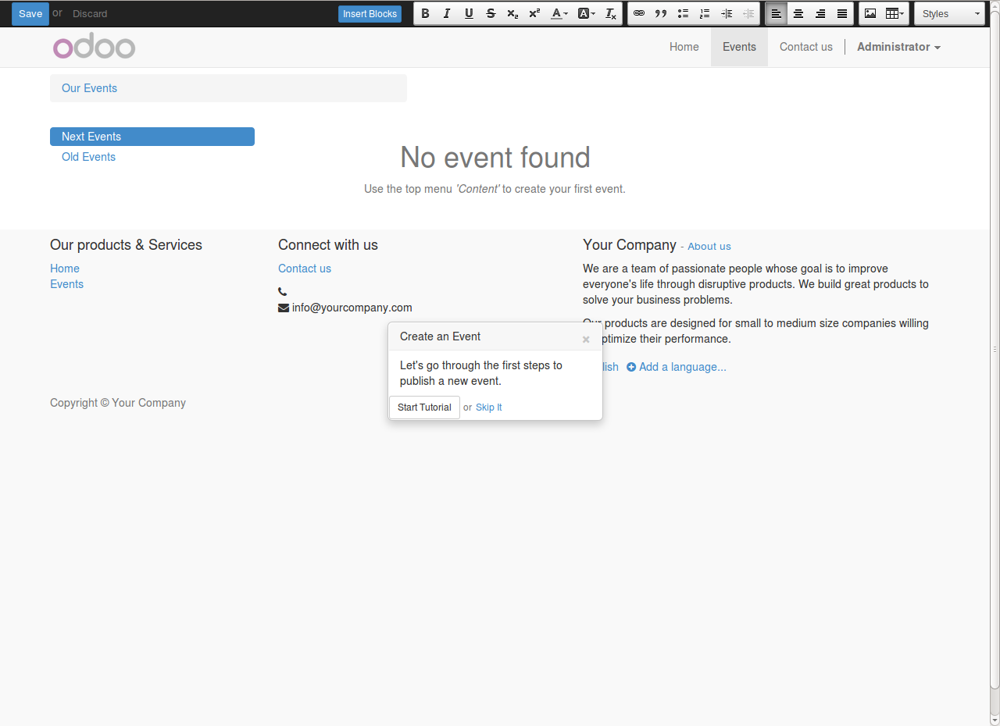 Save or Discard Insert Blocks B I U S x₂ x² A A Tx Styles
odoo Home Events Contact us Administrator
Our Events
Next Events
Old Events
No event found
Use the top menu 'Content' to create your first event.
Our products & Services
Home
Events
Connect with us
Contact us
info@yourcompany.com
Your Company - About us
We are a team of passionate people whose goal is to improve
everyone's life through disruptive products. We build great products to
solve your business problems.
Our products are designed for small to medium size companies willing
optimize their performance.
lish Add a language...
Create an Event ×
Let's go through the first steps to
publish a new event.
Start Tutorial or Skip It
Copyright © Your Company